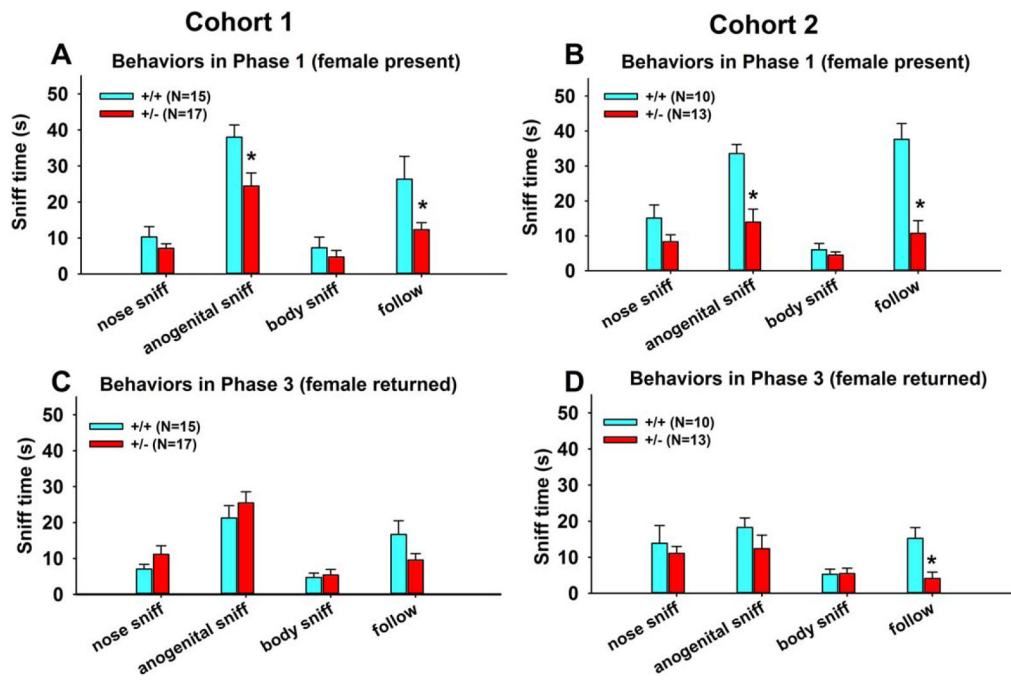 Cohort 1
A
Behaviors in Phase 1 (female present)
Sniff time (s)
50
40
30
20
10
0
+/+ (N=15)
+/- (N=17)
*
*
nose sniff
anogenital sniff
body sniff
follow
Cohort 2
B
Behaviors in Phase 1 (female present)
Sniff time (s)
50
40
30
20
10
0
+/+ (N=10)
+/- (N=13)
*
*
nose sniff
anogenital sniff
body sniff
follow
C
Behaviors in Phase 3 (female returned)
Sniff time (s)
50
40
30
20
10
0
+/+ (N=15)
+/- (N=17)
nose sniff
anogenital sniff
body sniff
follow
D
Behaviors in Phase 3 (female returned)
Sniff time (s)
50
40
30
20
10
0
+/+ (N=10)
+/- (N=13)
*
nose sniff
anogenital sniff
body sniff
follow